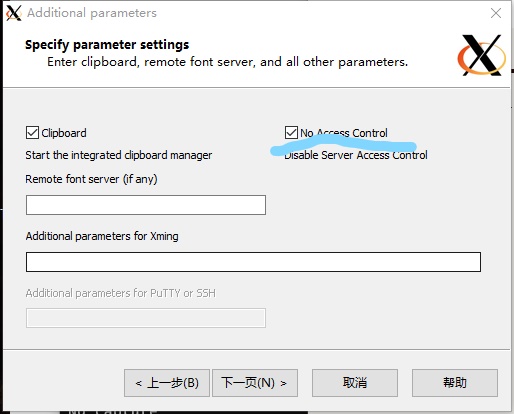 Additional parameters
Specify parameter settings
Enter clipboard, remote font server, and all other parameters.
Clipboard
No Access Control
Start the integrated clipboard manager
Disable Server Access Control
Remote font server (if any)
Additional parameters for Xming
Additional parameters for PuTTY or SSH
< 上一步(B)
下一页(N) >
取消
帮助